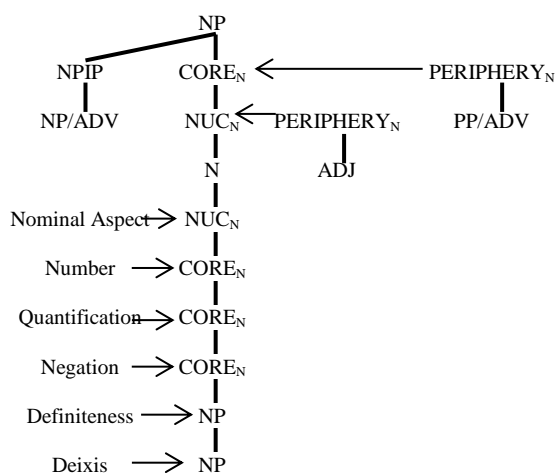 NP
NPIP CORE_N PERIPHERY_N
NP/ADV NUC_N PERIPHERY_N PP/ADV
N ADJ
Nominal Aspect NUC_N
Number CORE_N
Quantification CORE_N
Negation CORE_N
Definiteness NP
Deixis NP